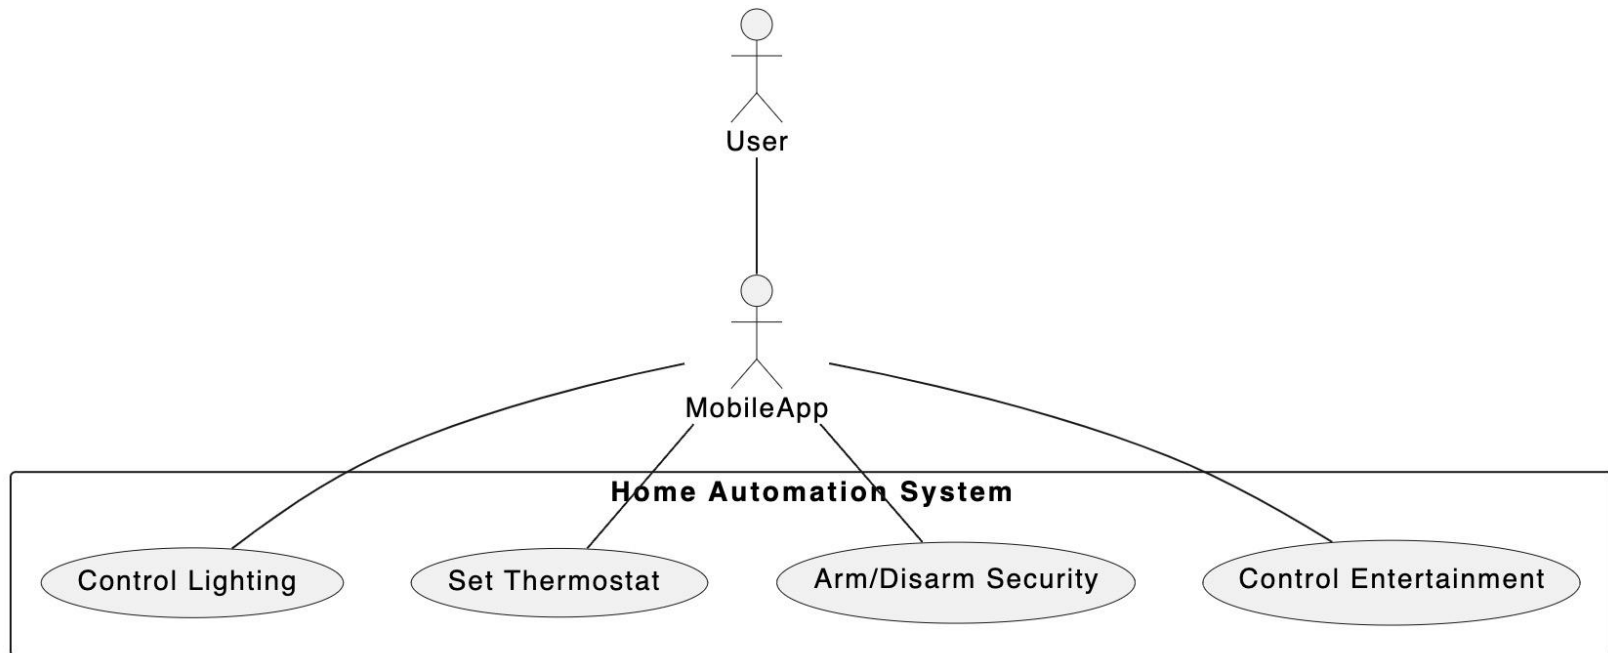 User
MobileApp
Home Automation System
Control Lighting
Set Thermostat
Arm/Disarm Security
Control Entertainment